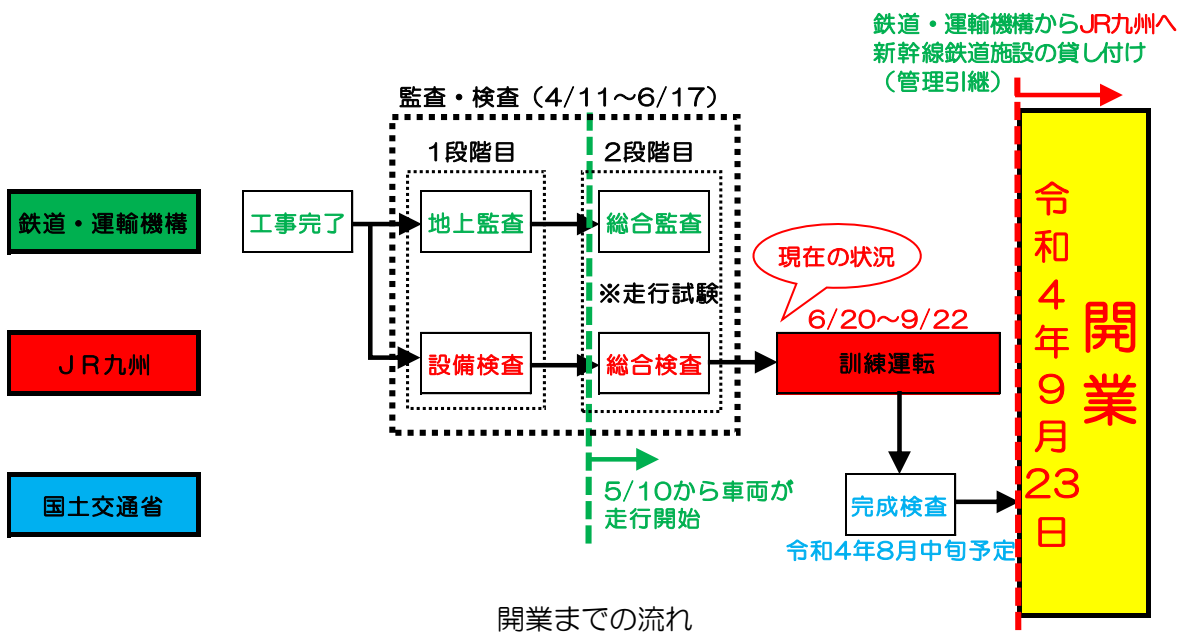 鉄道・運輸機構からJR九州へ
新幹線鉄道施設の貸し付け
（管理引継）
監査・検査（4/11～6/17）
1段階目
2段階目
鉄道・運輸機構
工事完了
地上監査
総合監査
現在の状況
※走行試験
6/20～9/22
JR九州
設備検査
総合検査
訓練運転
国土交通省
5/10から車両が
走行開始
完成検査
令和4年8月中旬予定
令和4年9月23日
開業
開業までの流れ